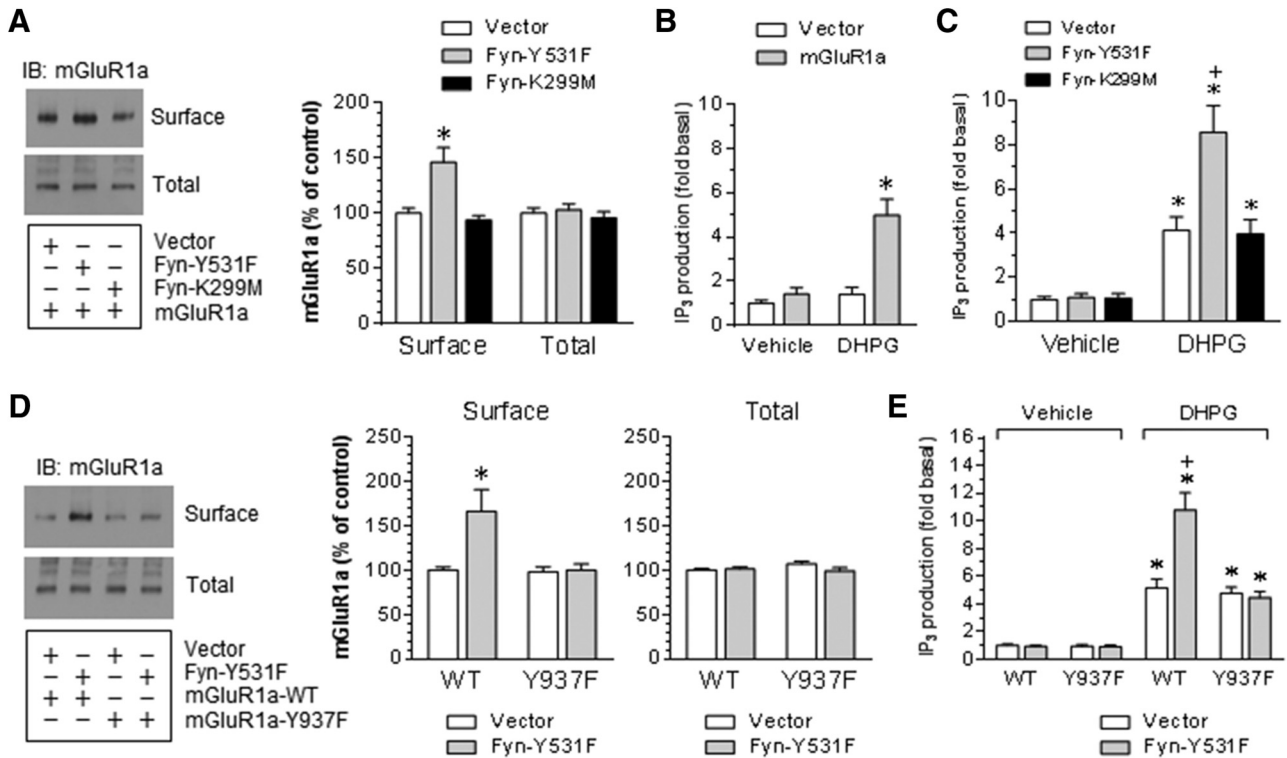 A
IB: mGluR1a
Surface
Total
+ − − Vector
− + − Fyn-Y531F
− − + Fyn-K299M
+ + + mGluR1a
Vector
Fyn-Y531F
Fyn-K299M
mGluR1a (% of control)
200
150
100
50
0
*
Surface Total
B
Vector
mGluR1a
IP3 production (fold basal)
10
8
6
4
2
0
*
Vehicle DHPG
C
Vector
Fyn-Y531F
Fyn-K299M
IP3 production (fold basal)
10
8
6
4
2
0
+
* * *
Vehicle DHPG
D
IB: mGluR1a
Surface
Total
+ − + − Vector
− + − + Fyn-Y531F
+ + − − mGluR1a-WT
− − + + mGluR1a-Y937F
Surface
mGluR1a (% of control)
250
200
150
100
50
0
*
WT Y937F
Vector
Fyn-Y531F
Total
250
200
150
100
50
0
WT Y937F
Vector
Fyn-Y531F
E
Vehicle DHPG
IP3 production (fold basal)
16
14
12
10
8
6
4
2
0
+
* * * *
WT Y937F WT Y937F
Vector
Fyn-Y531F